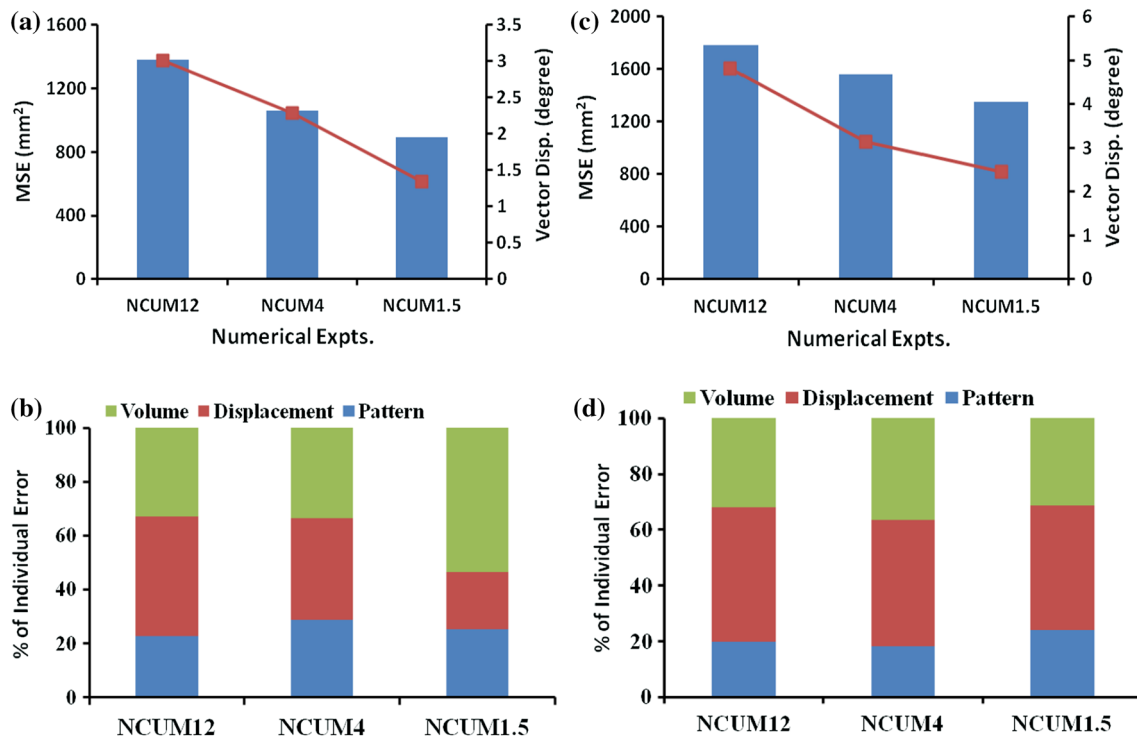 (a)
1600
1200
800
400
0
MSE (mm²)
3.5
3
2.5
2
1.5
1
0.5
0
Vector Disp. (degree)
NCUM12 NCUM4 NCUM1.5
Numerical Expts.
(c)
2000
1600
1200
800
400
0
MSE (mm²)
6
5
4
3
2
1
0
Vector Disp. (degree)
NCUM12 NCUM4 NCUM1.5
Numerical Expts.
(b)
Volume Displacement Pattern
100
80
60
40
20
0
% of Individual Error
NCUM12 NCUM4 NCUM1.5
(d)
Volume Displacement Pattern
100
80
60
40
20
0
% of Individual Error
NCUM12 NCUM4 NCUM1.5